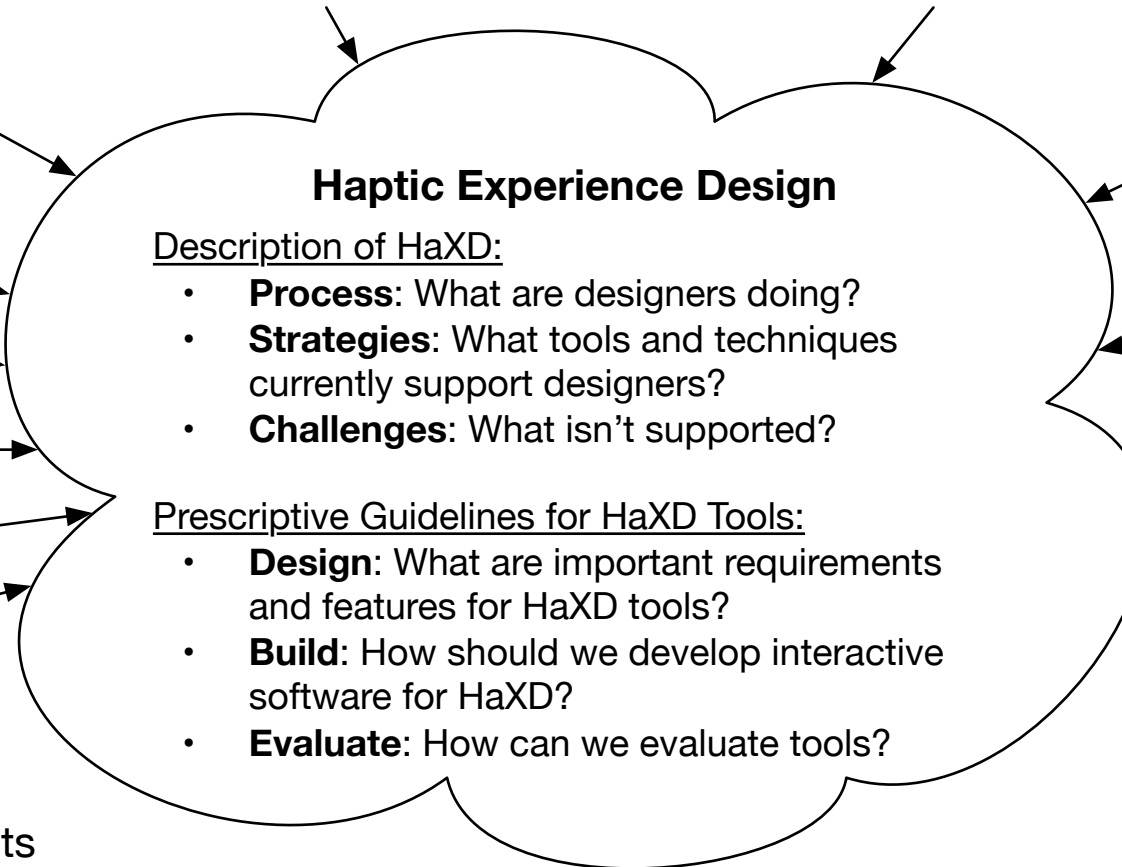 Haptic Experience Design
Description of HaXD:
• Process: What are designers doing?
• Strategies: What tools and techniques
currently support designers?
• Challenges: What isn't supported?
Prescriptive Guidelines for HaXD Tools:
• Design: What are important requirements
and features for HaXD tools?
• Build: How should we develop interactive
software for HaXD?
• Evaluate: How can we evaluate tools?
ts